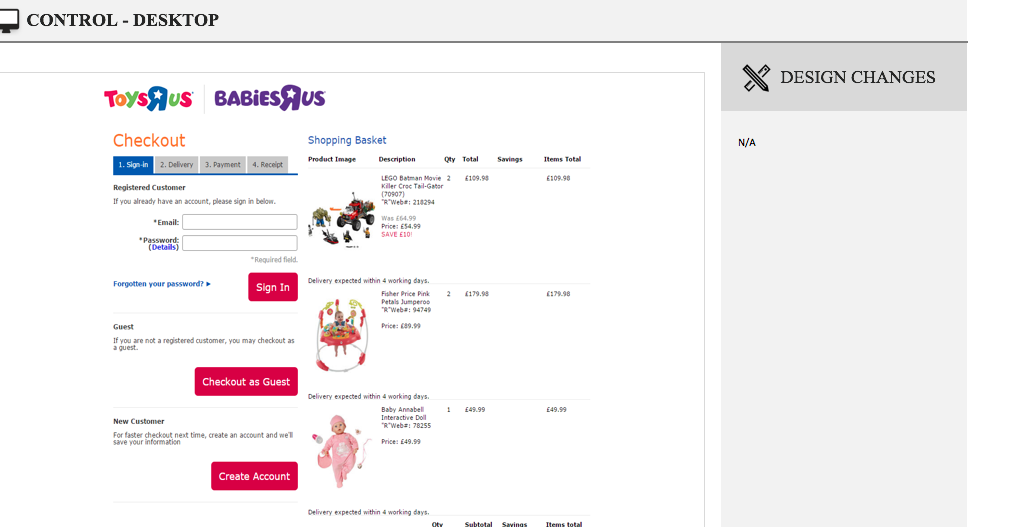 CONTROL - DESKTOP
DESIGN CHANGES
N/A
TOYSRUS BABIESRUS
Checkout
1. Sign-in 2. Delivery 3. Payment 4. Receipt
Registered Customer
If you already have an account, please sign in below.
*Email:
*Password:
(Details)
*Required field.
Forgotten your password? ►
Sign In
Guest
If you are not a registered customer, you may checkout as
a guest.
Checkout as Guest
New Customer
For faster checkout next time, create an account and we'll
save your information
Create Account
Shopping Basket
Product Image Description Qty Total Savings Items Total
LEGO Batman Movie 2 £109.98 £109.98
Killer Croc Tail-Gator
(70907)
"R"Web#: 218294
Was £64.99
Price: £54.99
SAVE £10!
Delivery expected within 4 working days.
Fisher Price Pink 2 £179.98 £179.98
Petals Jumperoo
"R"Web#: 94749
Price: £89.99
Delivery expected within 4 working days.
Baby Annabell 1 £49.99 £49.99
Interactive Doll
"R"Web#: 78255
Price: £49.99
Delivery expected within 4 working days.
Qty Subtotal Savings Items total